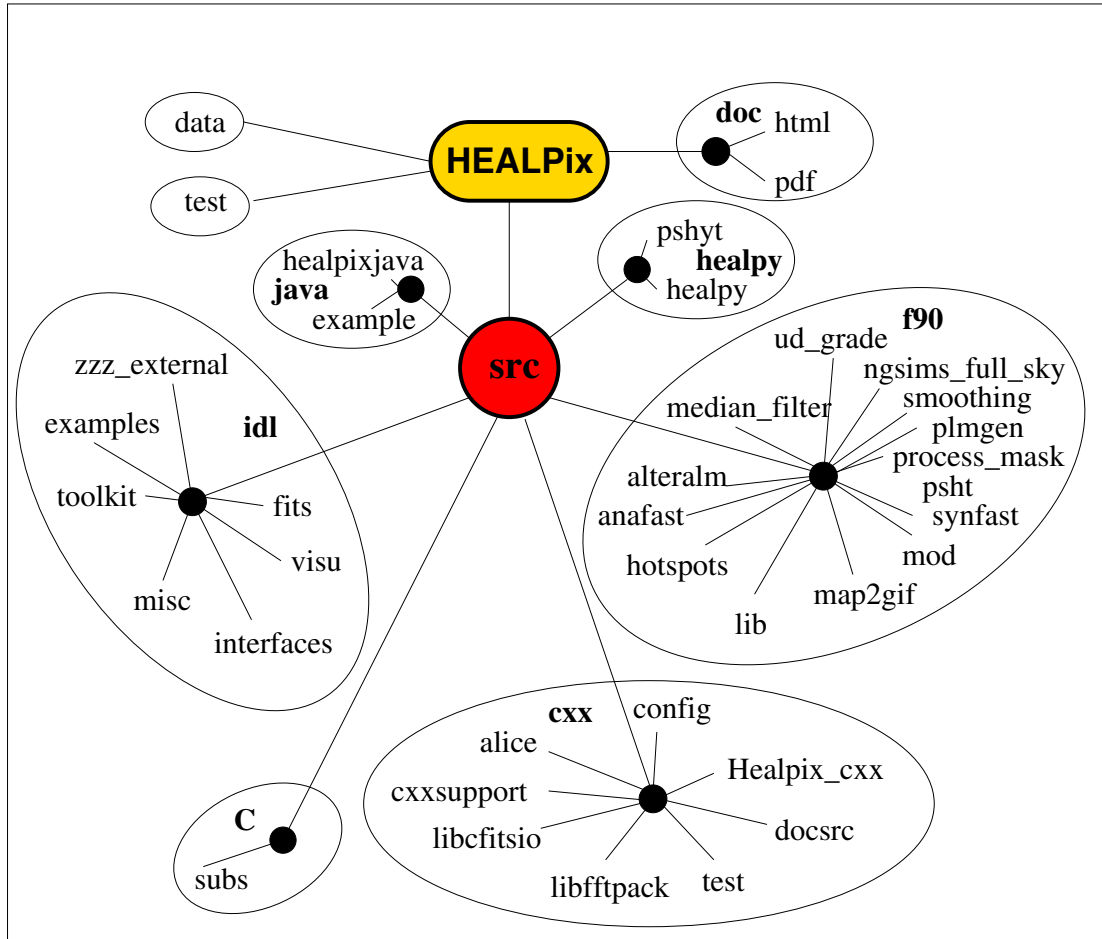 doc
data
html
HEALPix
pdf
test
pshyt
healpixjava
healpy
java
healpy
example
f90
ud_grade
src
zzz_external
ngsims_full_sky
median_filter
smoothing
examples
idl
plmgen
process_mask
alteralm
psht
toolkit
fits
anafast
synfast
visu
hotspots
mod
misc
map2gif
lib
interfaces
cxx
config
alice
Healpix_cxx
cxxsupport
C
libcfitsio
docsrc
subs
libfftpack
test